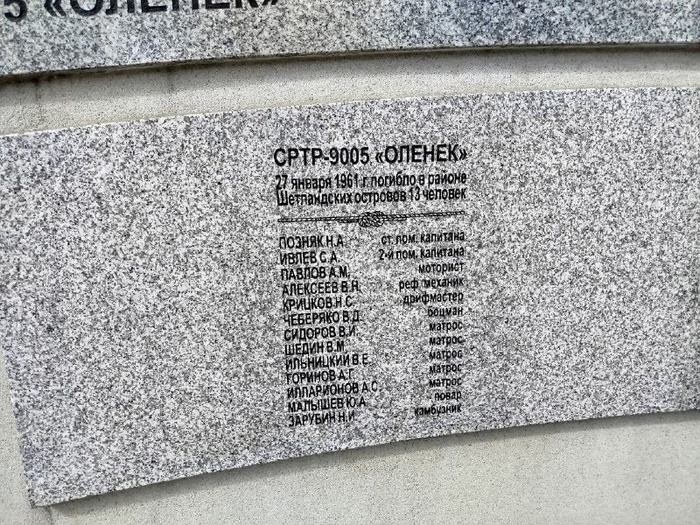 5 «ОЛЕНЕК»
СРТР-9005 «ОЛЕНЕК»
27 января 1961 г. погибло в районе
Шетландских островов 13 человек
ПОЗНЯК Н.А. ст. пом. капитана
ИВЛЕВ С.А. 2-й пом. капитана
ПАВЛОВ А.М. моторист
АЛЕКСЕЕВ В.Н. реф. механик
КРИЦКОВ Н.С. дрифмастер
ЧЕБЕРЯКО В.Д. боцман
СИДОРОВ В.И. матрос
ШЕДИН В.М. матрос
ИЛЬНИЦКИЙ В.Е. матрос
ГОРИНОВ А.Г. матрос
ИЛЛАРИОНОВ А.С. матрос
МАЛЫШЕВ Ю.А. повар
ЗАРУБИН Н.И. камбузник